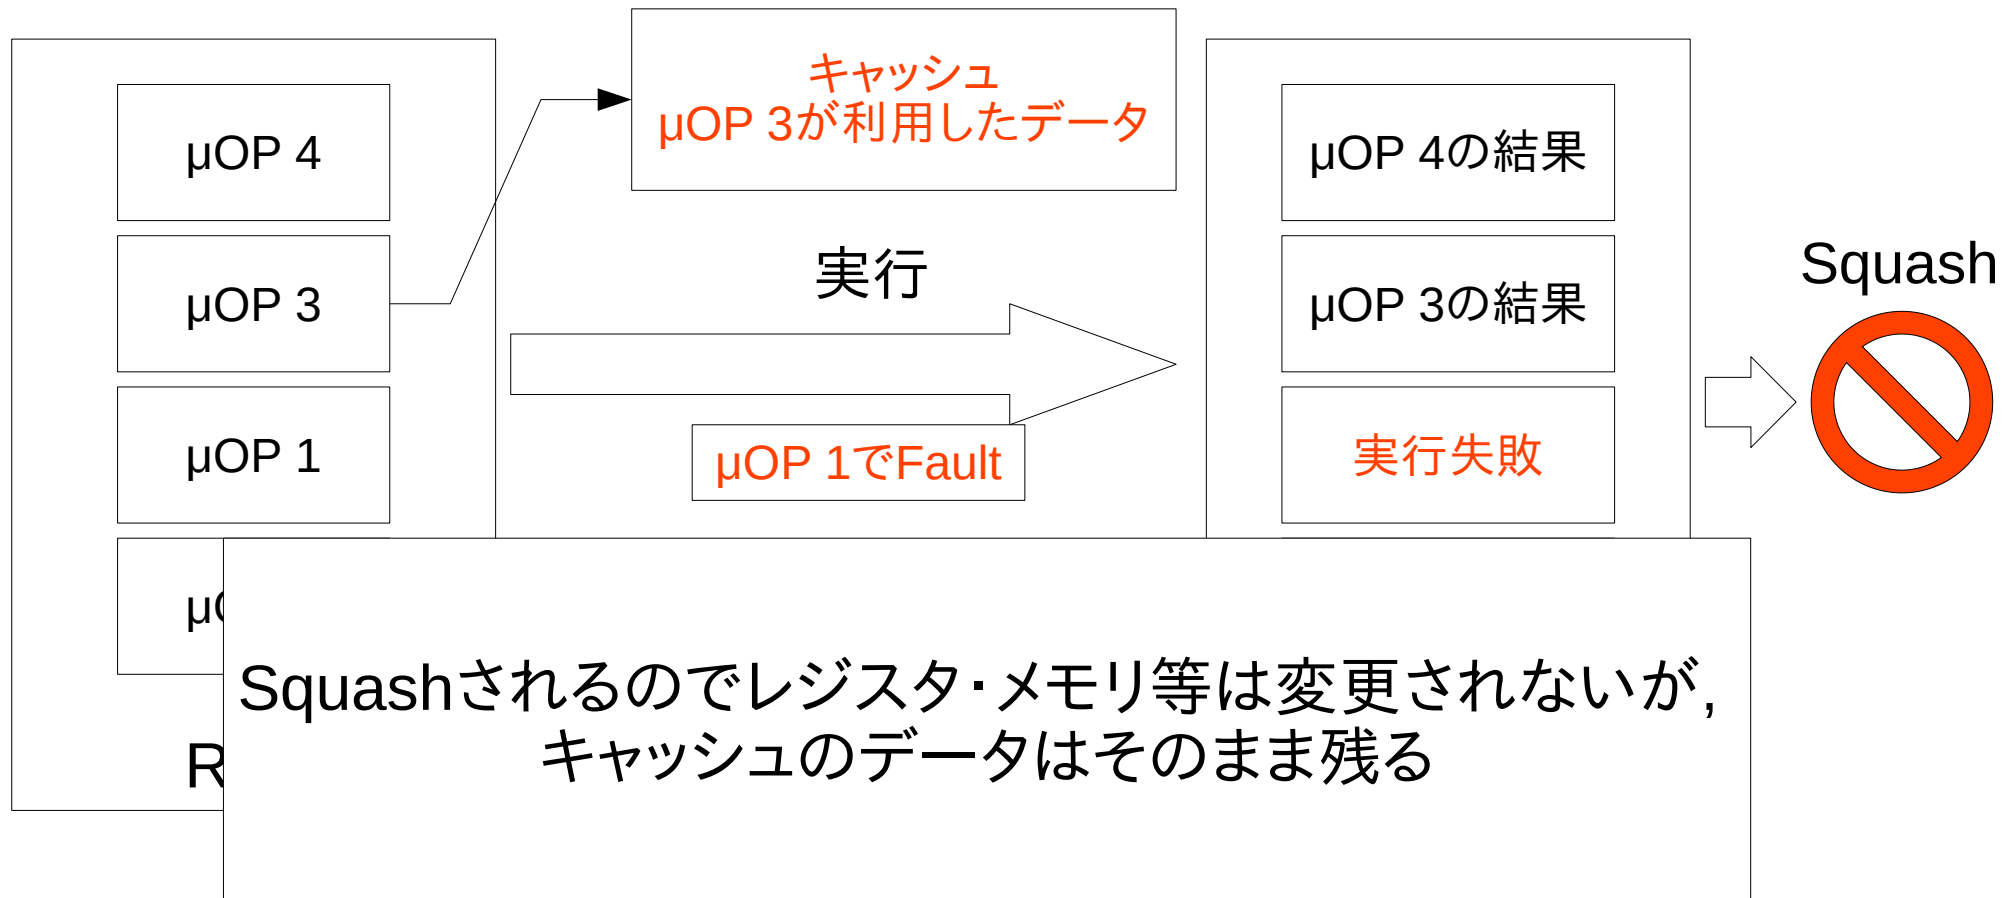 キャッシュ
μOP 3が利用したデータ
μOP 4
μOP 3
μOP 1
実行
μOP 1でFault
μOP 4の結果
μOP 3の結果
実行失敗
Squash
Squashされるのでレジスタ・メモリ等は変更されないが,
キャッシュのデータはそのまま残る